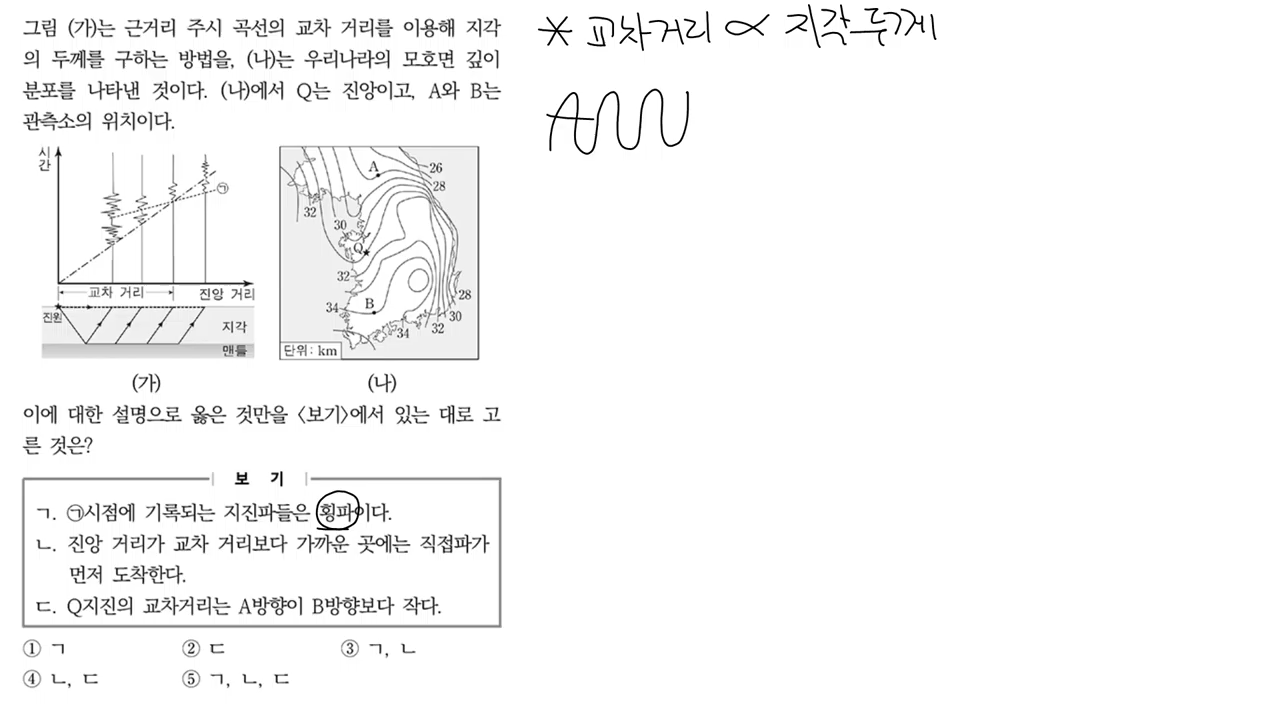 그림 (가)는 근거리 주시 곡선의 교차 거리를 이용해 지각
의 두께를 구하는 방법을, (나)는 우리나라의 모호면 깊이
분포를 나타낸 것이다. (나)에서 Q는 진앙이고, A와 B는
관측소의 위치이다.
* 교차거리 ∝ 지각두께
시간
㉠
교차 거리
진앙 거리
진원
지각
맨틀
(가)
A
26
28
32
30
Q
32
34
B
34
32
30
28
단위: km
(나)
이에 대한 설명으로 옳은 것만을 〈보기〉에서 있는 대로 고
른 것은?
보 기
ㄱ. ㉠시점에 기록되는 지진파들은 횡파이다.
ㄴ. 진앙 거리가 교차 거리보다 가까운 곳에는 직접파가
먼저 도착한다.
ㄷ. Q지진의 교차거리는 A방향이 B방향보다 작다.
① ㄱ ② ㄷ ③ ㄱ, ㄴ
④ ㄴ, ㄷ ⑤ ㄱ, ㄴ, ㄷ